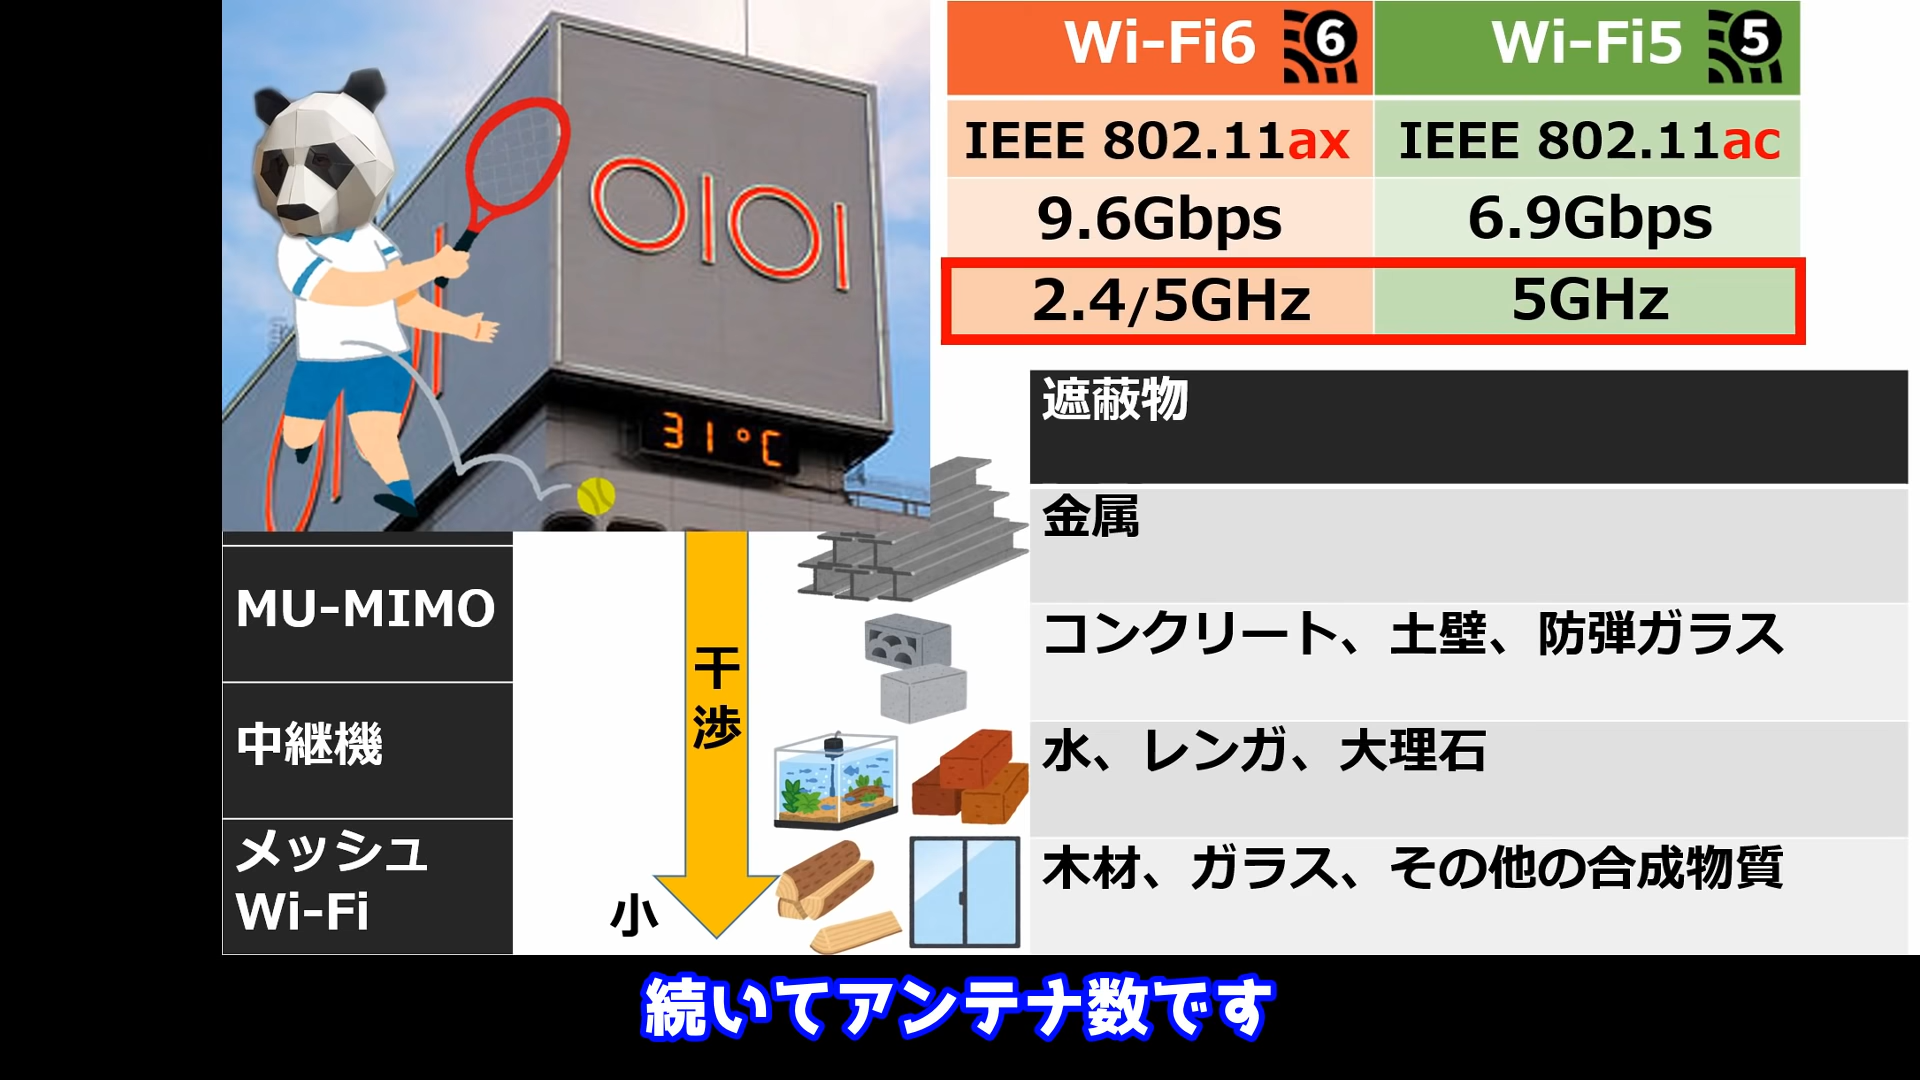 OIOI
31°C
Wi-Fi6 6
Wi-Fi5 5
IEEE 802.11ax
IEEE 802.11ac
9.6Gbps
6.9Gbps
2.4/5GHz
5GHz
遮蔽物
金属
コンクリート、土壁、防弾ガラス
水、レンガ、大理石
木材、ガラス、その他の合成物質
MU-MIMO
中継機
メッシュ
Wi-Fi
干渉
小
続いてアンテナ数です